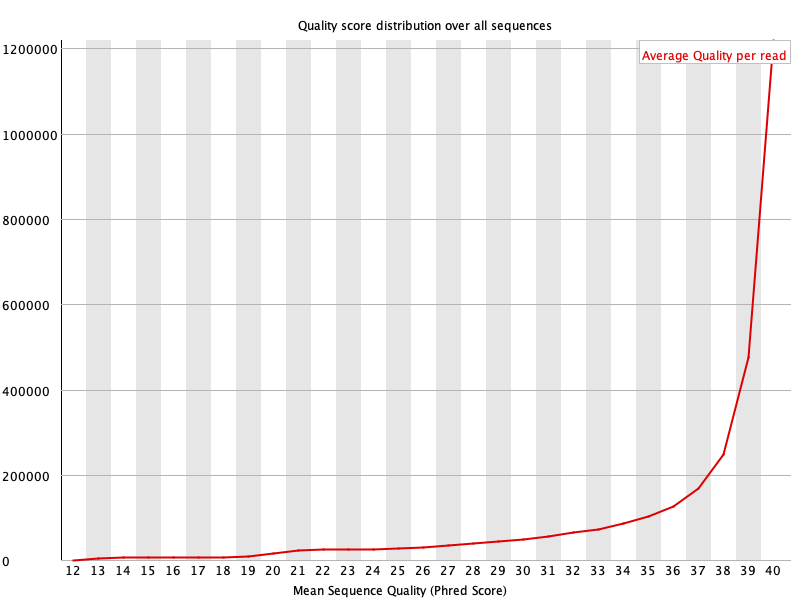 Quality score distribution over all sequences
Average Quality per read
1200000
1000000
800000
600000
400000
200000
0
12 13 14 15 16 17 18 19 20 21 22 23 24 25 26 27 28 29 30 31 32 33 34 35 36 37 38 39 40
Mean Sequence Quality (Phred Score)